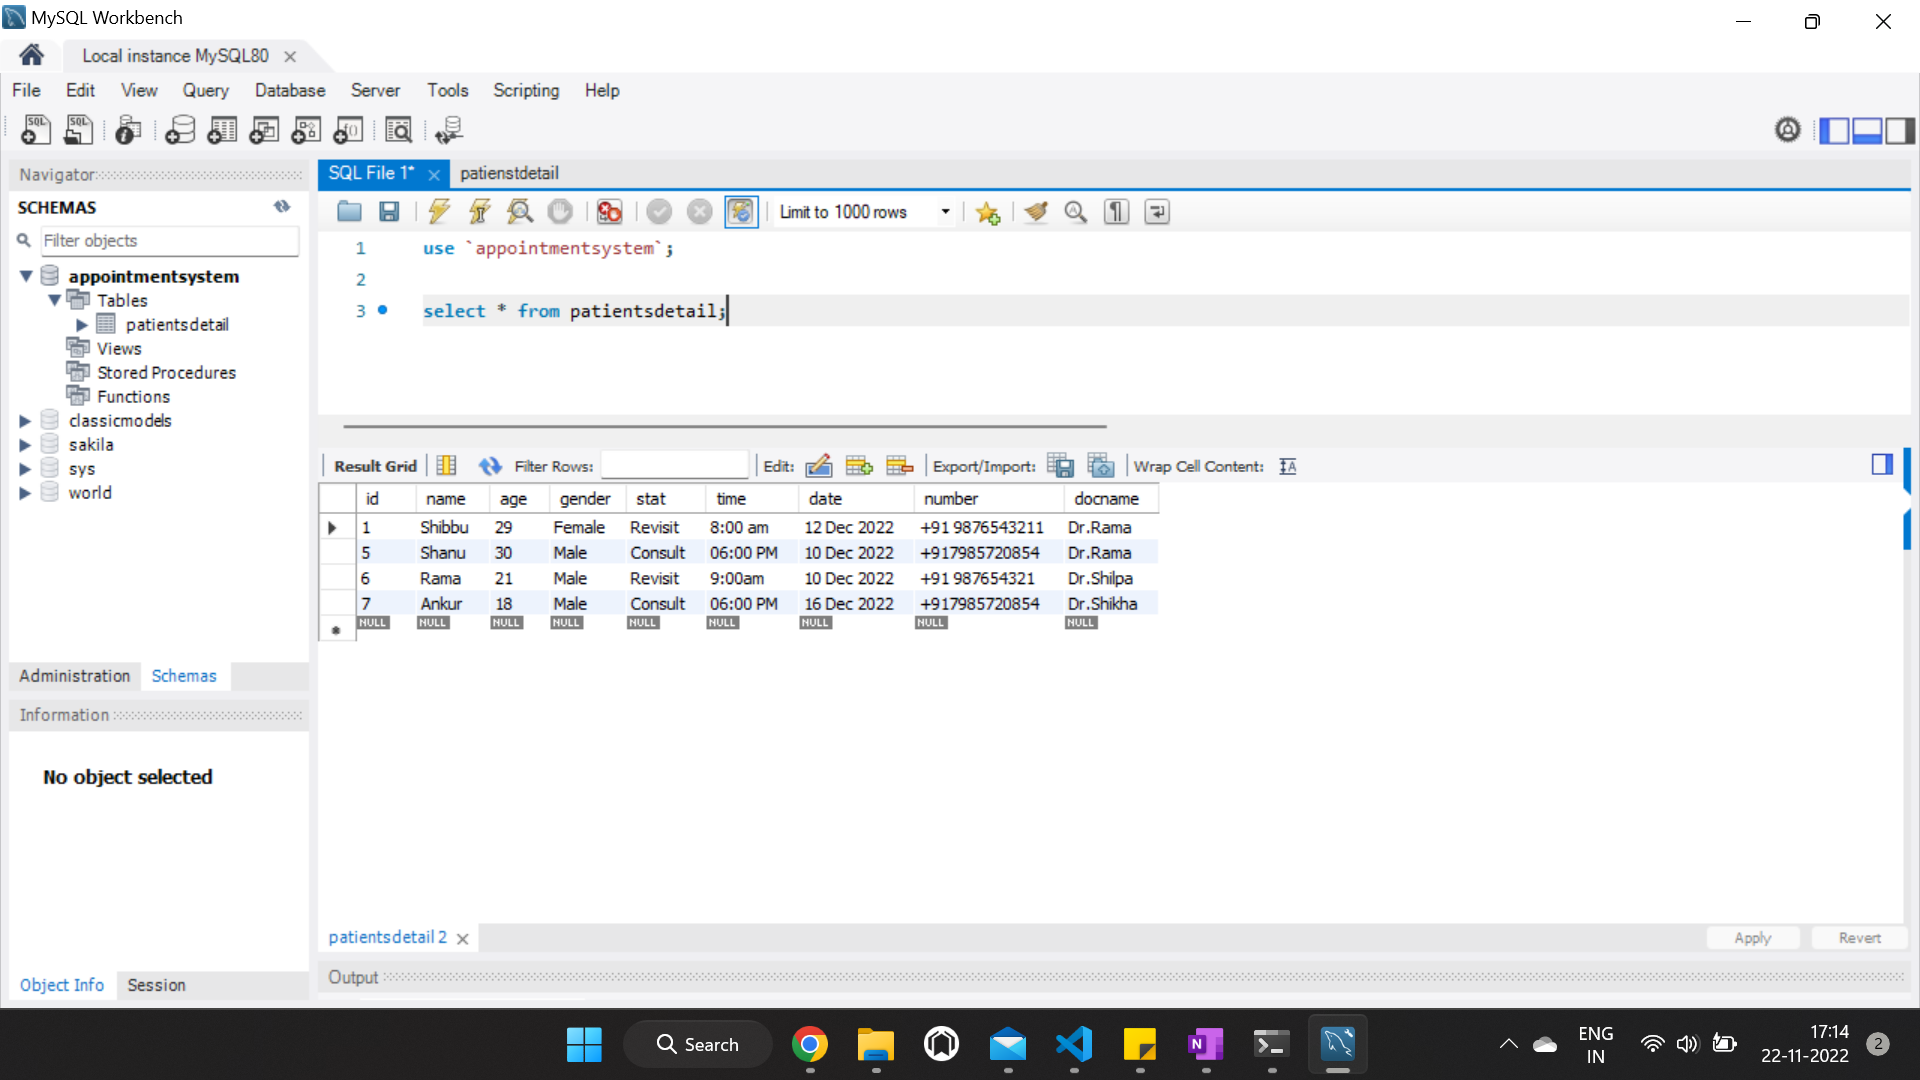 MySQL Workbench
Local instance MySQL80
File Edit View Query Database Server Tools Scripting Help
Navigator
SCHEMAS
Filter objects
appointmentsystem
Tables
patientsdetail
Views
Stored Procedures
Functions
classicmodels
sakila
sys
world
Administration Schemas
Information
No object selected
Object Info Session
SQL File 1* patienstdetail
Limit to 1000 rows
1 use `appointmentsystem`;
2
3 select * from patientsdetail;
Result Grid Filter Rows: Edit: Export/Import: Wrap Cell Content:
id name age gender stat time date number docname
1 Shibbu 29 Female Revisit 8:00 am 12 Dec 2022 +91 9876543211 Dr.Rama
5 Shanu 30 Male Consult 06:00 PM 10 Dec 2022 +917985720854 Dr.Rama
6 Rama 21 Male Revisit 9:00am 10 Dec 2022 +91 987654321 Dr.Shilpa
7 Ankur 18 Male Consult 06:00 PM 16 Dec 2022 +917985720854 Dr.Shikha
NULL NULL NULL NULL NULL NULL NULL NULL NULL
patientsdetail 2
Apply Revert
Output
Search
ENG
IN
17:14
22-11-2022
2